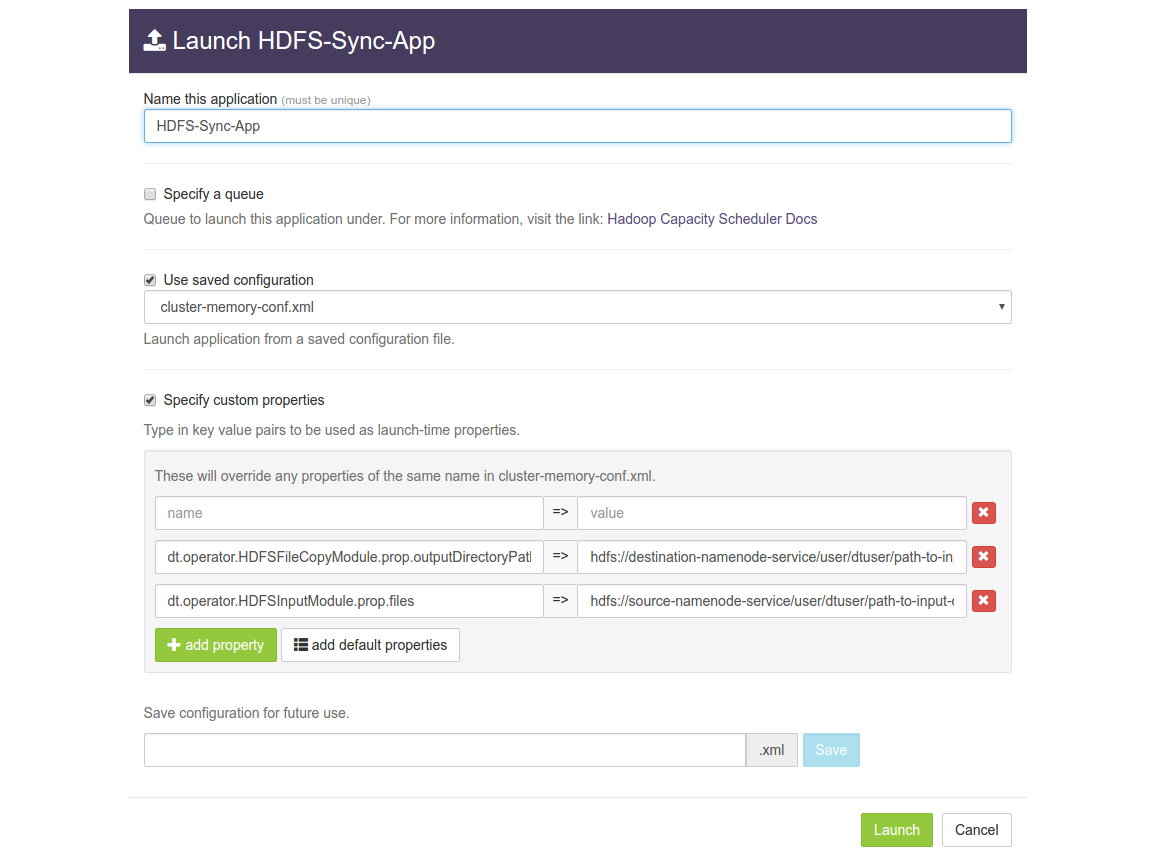 Launch HDFS-Sync-App
Name this application (must be unique)
HDFS-Sync-App
Specify a queue
Queue to launch this application under. For more information, visit the link: Hadoop Capacity Scheduler Docs
Use saved configuration
cluster-memory-conf.xml
Launch application from a saved configuration file.
Specify custom properties
Type in key value pairs to be used as launch-time properties.
These will override any properties of the same name in cluster-memory-conf.xml.
name => value
dt.operator.HDFSFileCopyModule.prop.outputDirectoryPat => hdfs://destination-namenode-service/user/dtuser/path-to-in
dt.operator.HDFSInputModule.prop.files => hdfs://source-namenode-service/user/dtuser/path-to-input-
add property add default properties
Save configuration for future use.
.xml Save
Launch Cancel